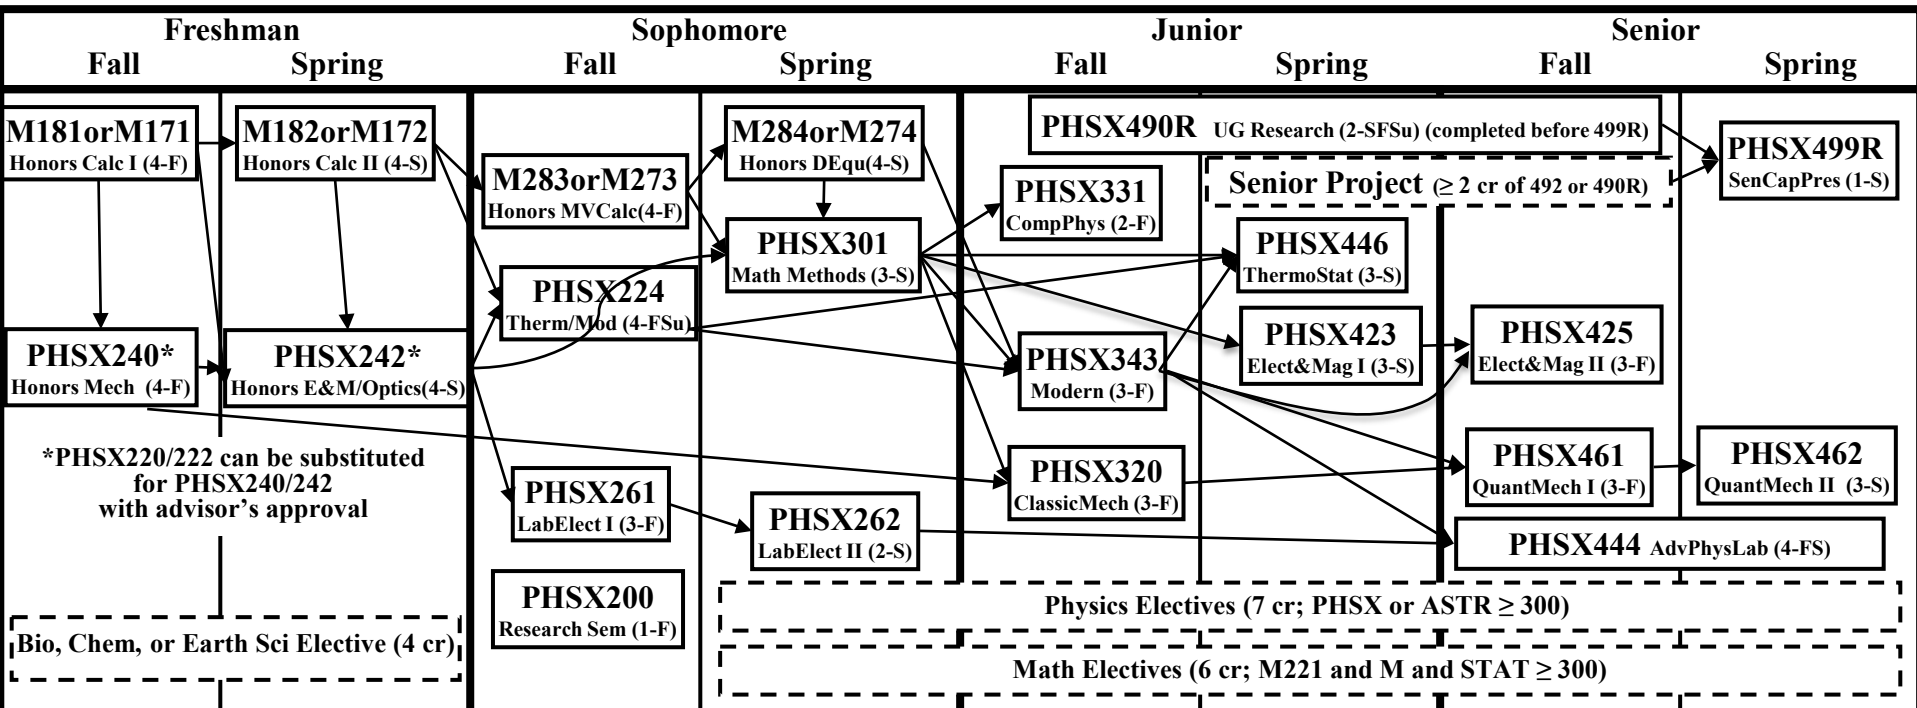 Freshman
Sophomore
Junior
Senior
Fall
Spring
Fall
Spring
Fall
Spring
Fall
Spring
M181orM171
Honors Calc I (4-F)
M182orM172
Honors Calc II (4-S)
M283orM273
Honors MVCalc(4-F)
M284orM274
Honors DEqu(4-S)
PHSX490R UG Research (2-SFSu) (completed before 499R)
Senior Project (≥ 2 cr of 492 or 490R)
PHSX499R
SenCapPres (1-S)
PHSX331
CompPhys (2-F)
PHSX301
Math Methods (3-S)
PHSX446
ThermoStat (3-S)
PHSX224
Therm/Mod (4-FSu)
PHSX240*
Honors Mech (4-F)
PHSX242*
Honors E&M/Optics(4-S)
PHSX343
Modern (3-F)
PHSX423
Elect&Mag I (3-S)
PHSX425
Elect&Mag II (3-F)
*PHSX220/222 can be substituted
for PHSX240/242
with advisor's approval
PHSX261
LabElect I (3-F)
PHSX262
LabElect II (2-S)
PHSX320
ClassicMech (3-F)
PHSX461
QuantMech I (3-F)
PHSX462
QuantMech II (3-S)
PHSX444 AdvPhysLab (4-FS)
PHSX200
Research Sem (1-F)
Physics Electives (7 cr; PHSX or ASTR ≥ 300)
Bio, Chem, or Earth Sci Elective (4 cr)
Math Electives (6 cr; M221 and M and STAT ≥ 300)